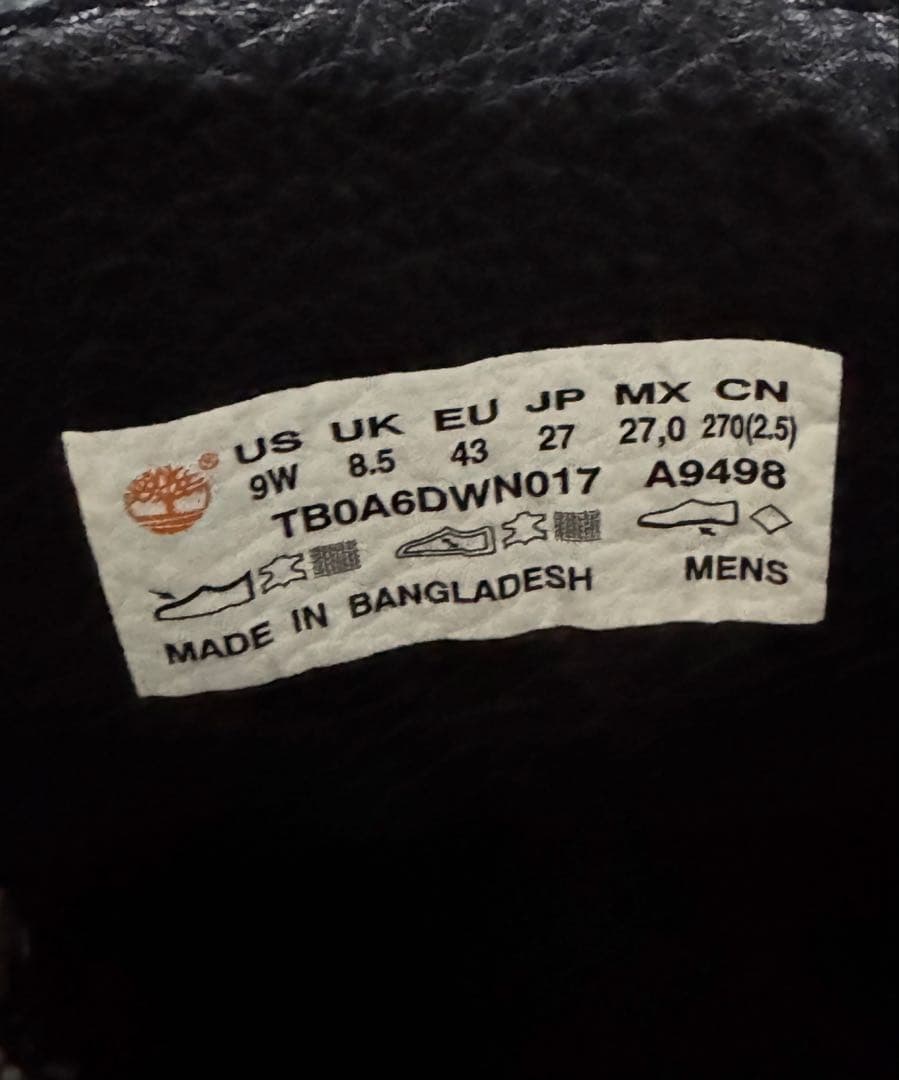 US UK EU JP MX CN
9W 8.5 43 27 27,0 270(2.5)
TB0A6DWN017 A9498
MADE IN BANGLADESH MENS